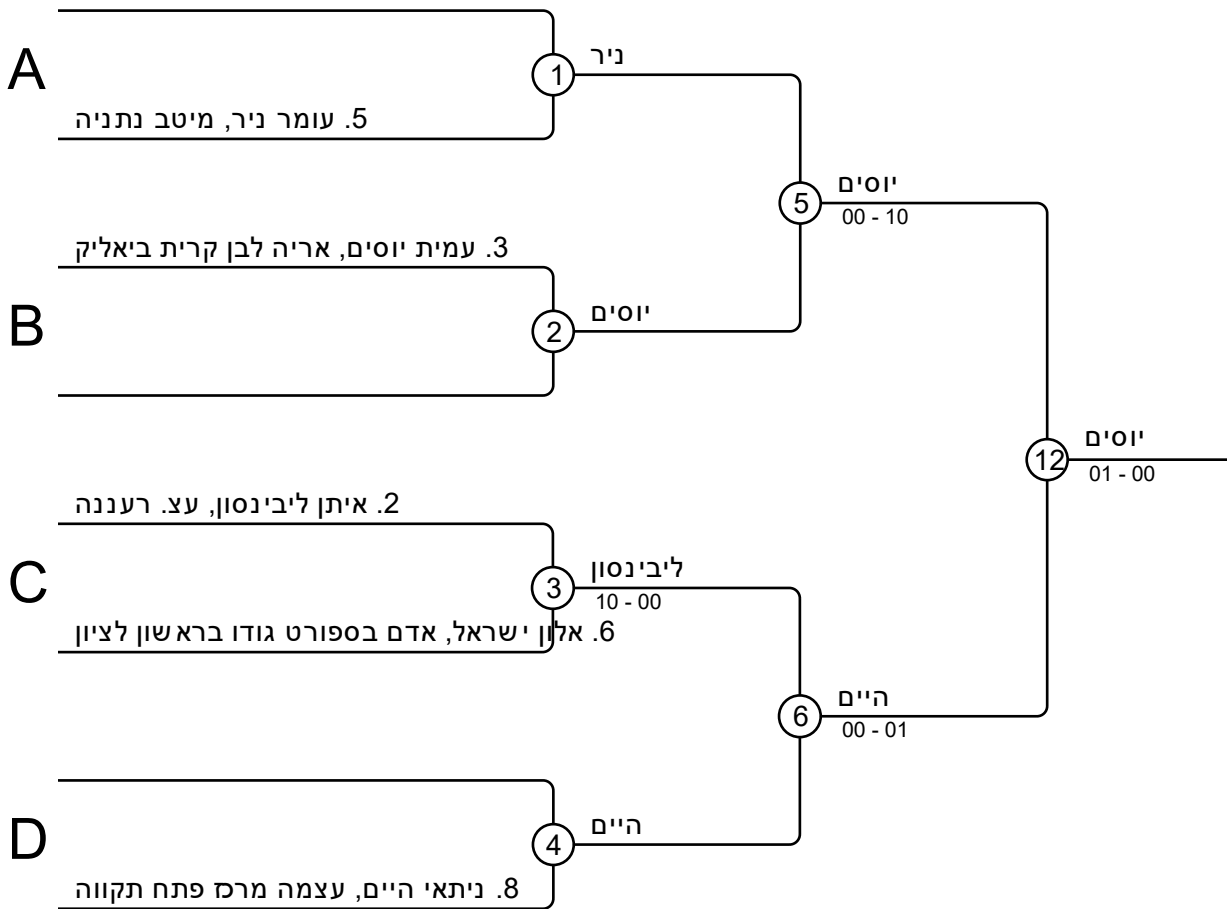 A
1
ניר
5. עומר ניר, מיטב נתניה
5
יוסים
00 - 10
3. עמית יוסים, אריה לבן קרית ביאליק
B
2
יוסים
12
יוסים
01 - 00
2. איתן ליבינסון, עצ. רעננה
C
3
ליבינסון
10 - 00
6. אלון ישראל, אדם בספורט גודו בראשון לציון
6
היים
00 - 01
D
4
היים
8. ניתאי היים, עצמה מרכז פתח תקווה